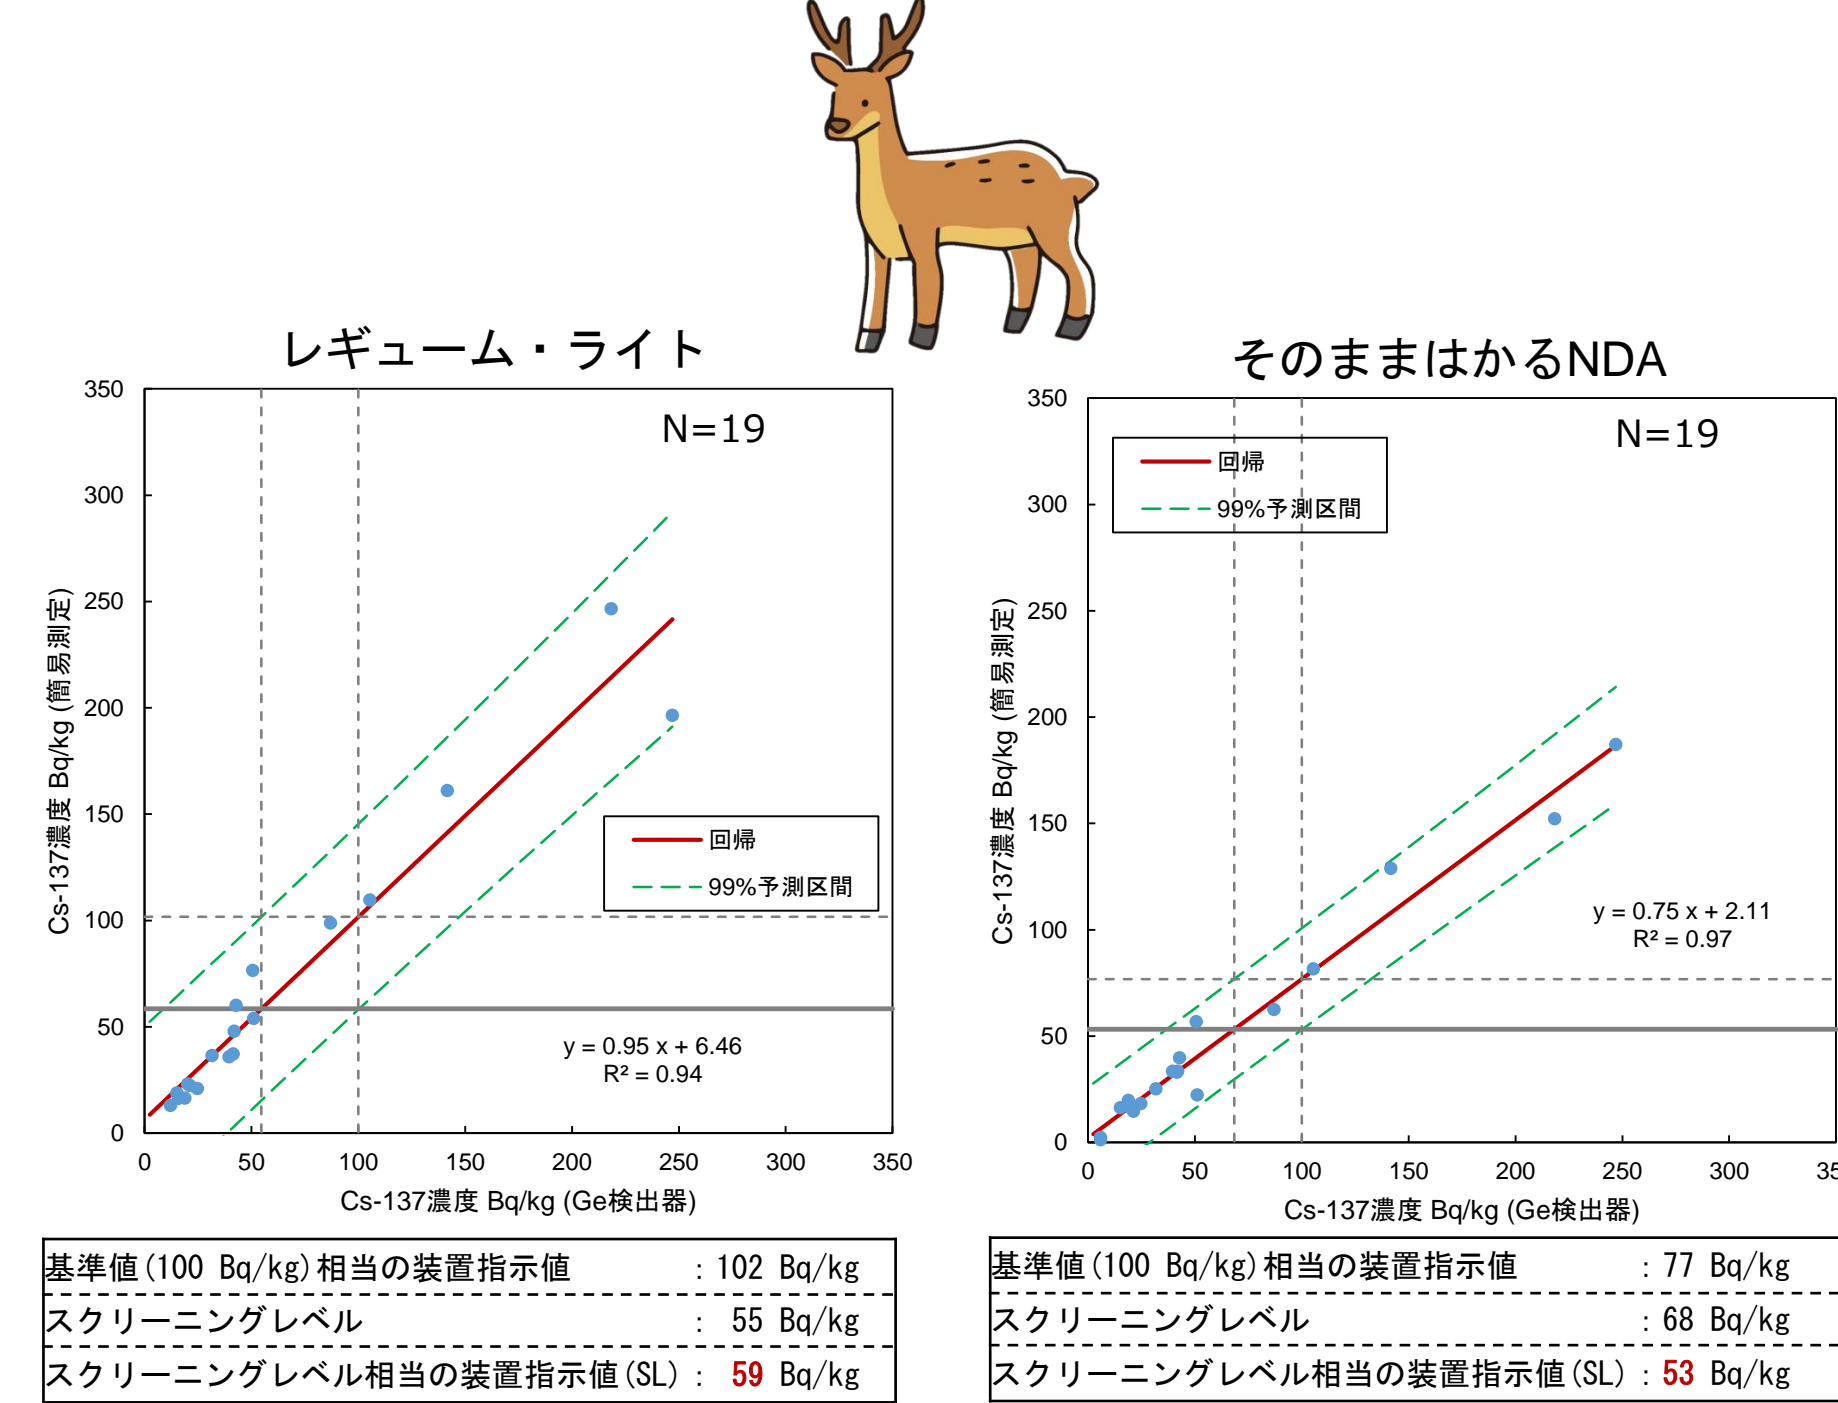 レギューム・ライト
N=19
350
300
250
200
150
100
50
0
Cs-137濃度 Bq/kg (簡易測定)
回帰
99%予測区間
y = 0.95 x + 6.46
R² = 0.94
0 50 100 150 200 250 300 350
Cs-137濃度 Bq/kg (Ge検出器)
基準値(100 Bq/kg)相当の装置指示値 : 102 Bq/kg
スクリーニングレベル : 55 Bq/kg
スクリーニングレベル相当の装置指示値(SL) : 59 Bq/kg
そのままはかるNDA
N=19
350
300
250
200
150
100
50
0
Cs-137濃度 Bq/kg (簡易測定)
回帰
99%予測区間
y = 0.75 x + 2.11
R² = 0.97
0 50 100 150 200 250 300 35
Cs-137濃度 Bq/kg (Ge検出器)
基準値(100 Bq/kg)相当の装置指示値 : 77 Bq/kg
スクリーニングレベル : 68 Bq/kg
スクリーニングレベル相当の装置指示値(SL) : 53 Bq/kg